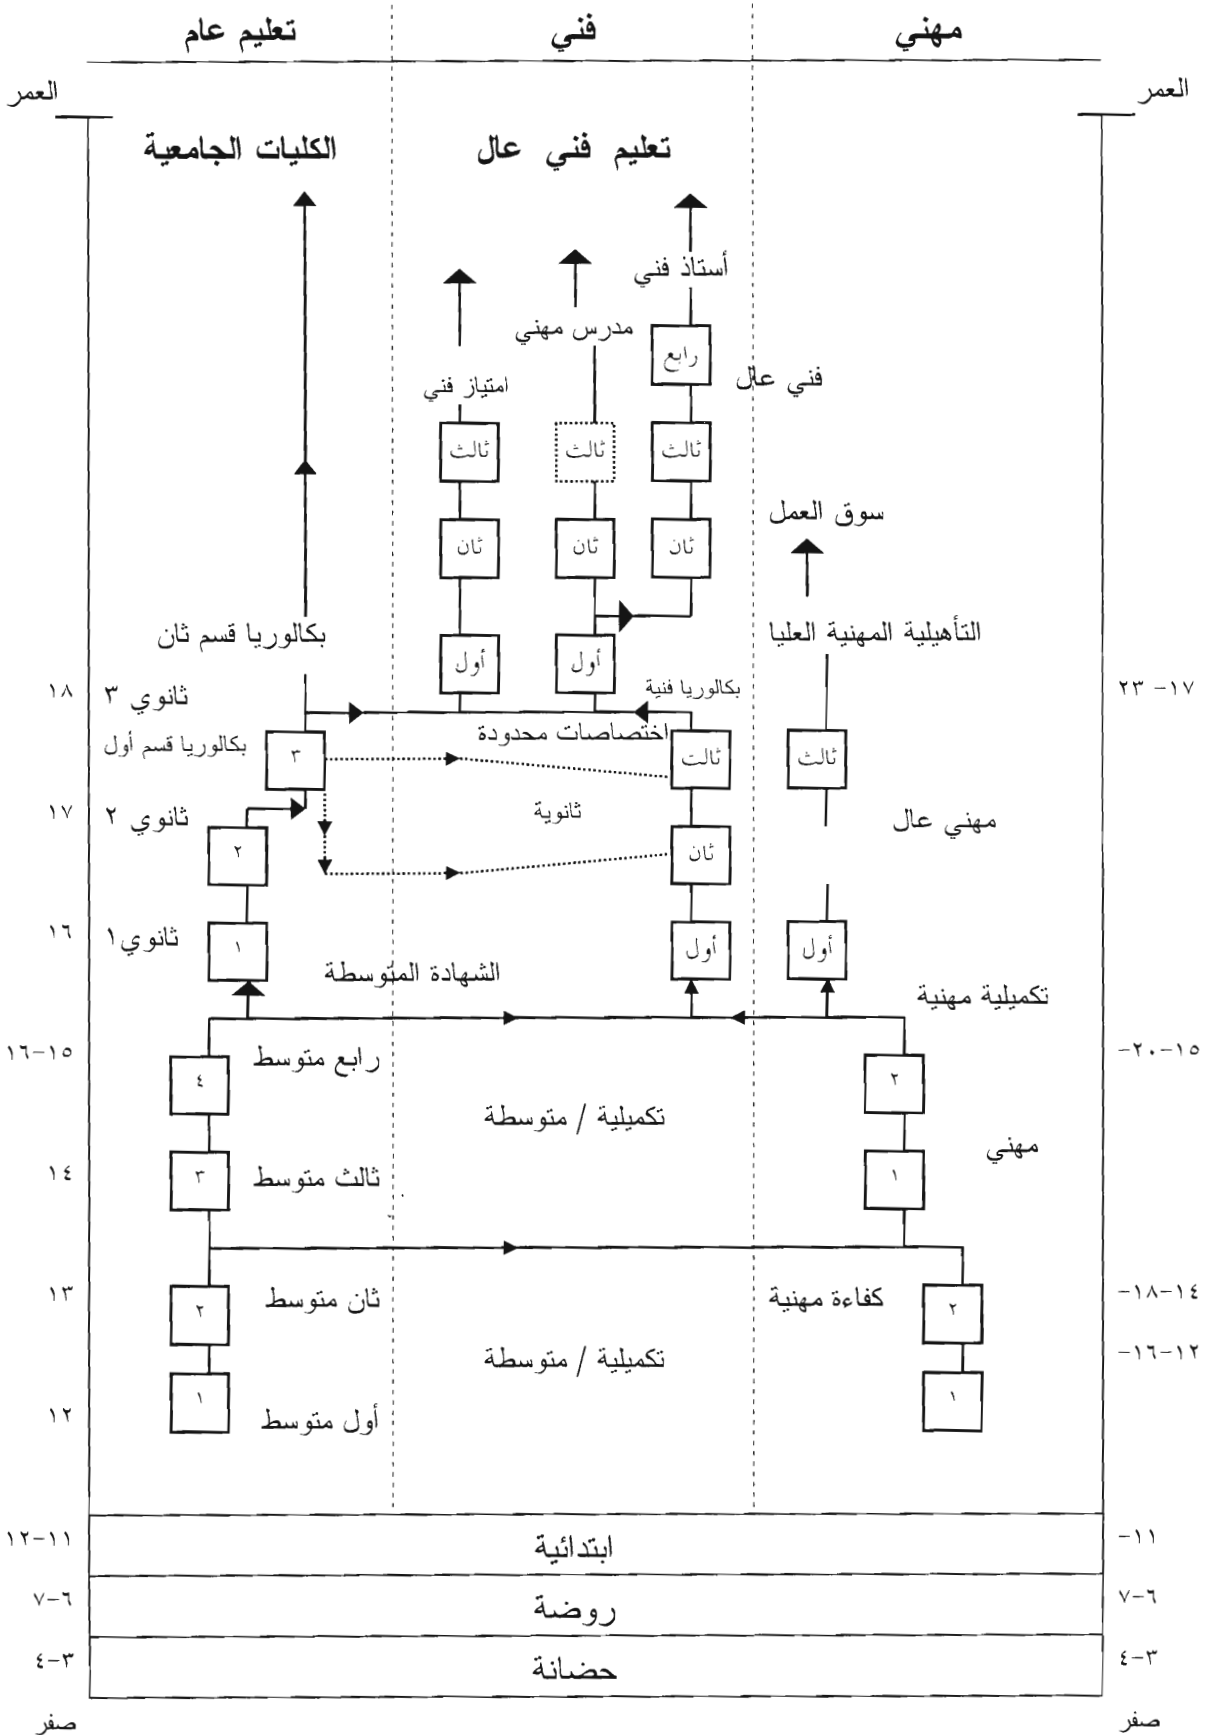 مهني
فني
تعليم عام
العمر
العمر
تعليم فني عال
الكليات الجامعية
أستاذ فني
مدرس مهني
رابع
فني عال
امتياز فني
ثالث
ثالث
ثالث
سوق العمل
ثان
ثان
ثان
التأهيلية المهنية العليا
بكالوريا قسم ثان
أول
أول
١٧- ٢٣
بكالوريا فنية
ثانوي ٣
١٨
اختصاصات محدودة
بكالوريا قسم أول
٣
ثالث
ثالث
ثانوية
ثانوي ٢
١٧
مهني عال
ثان
٢
ثانوي١
١٦
١
أول
أول
الشهادة المتوسطة
تكميلية مهنية
١٥-٢٠-
رابع متوسط
١٥-١٦
٢
٤
تكميلية / متوسطة
مهني
١
ثالث متوسط
٣
١٤
١٤-١٨-
كفاءة مهنية
٢
ثان متوسط
٢
١٣
١٢-١٦-
تكميلية / متوسطة
١
أول متوسط
١
١٢
١١-
ابتدائية
١١-١٢
٦-٧
روضة
٦-٧
٣-٤
حضانة
٣-٤
صفر
صفر